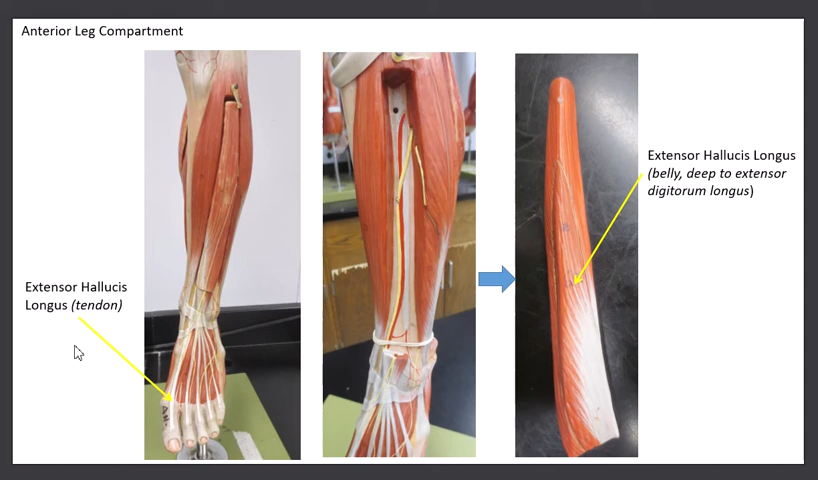 Anterior Leg Compartment
Extensor Hallucis Longus
(belly, deep to extensor
digitorum longus)
Extensor Hallucis
Longus (tendon)